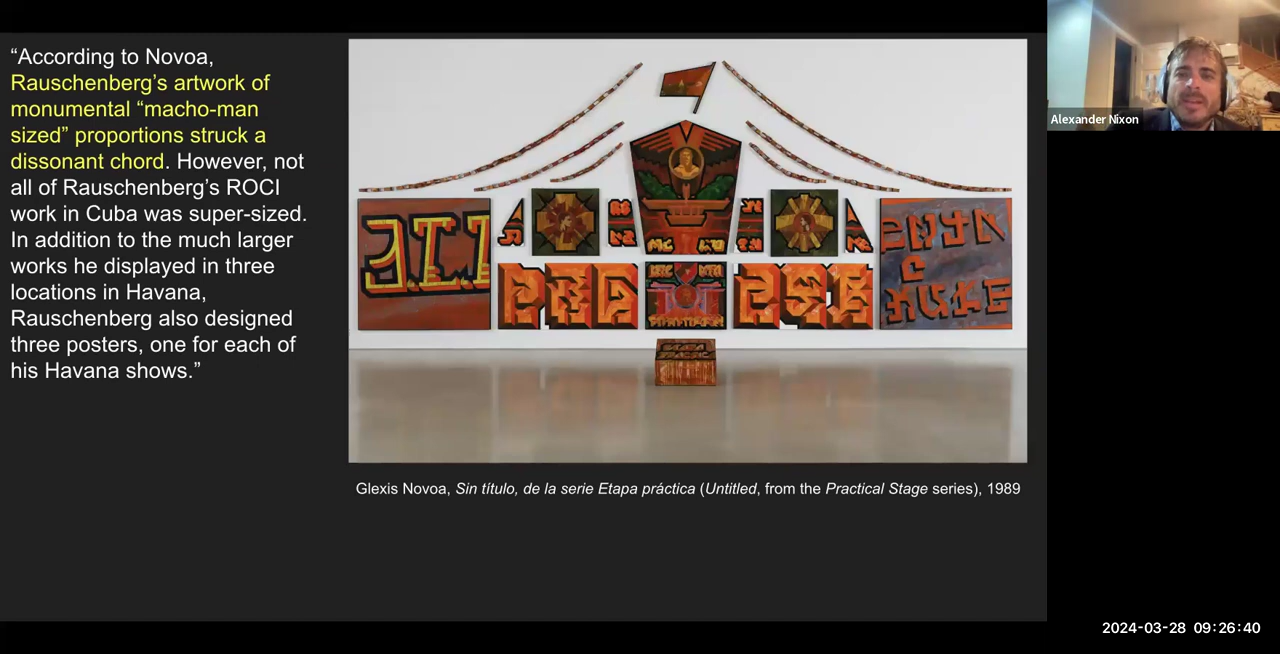 “According to Novoa,
Rauschenberg’s artwork of
monumental “macho-man
sized” proportions struck a
dissonant chord. However, not
all of Rauschenberg’s ROCI
work in Cuba was super-sized.
In addition to the much larger
works he displayed in three
locations in Havana,
Rauschenberg also designed
three posters, one for each of
his Havana shows.”
Glexis Novoa, Sin título, de la serie Etapa práctica (Untitled, from the Practical Stage series), 1989
Alexander Nixon
2024-03-28 09:26:40